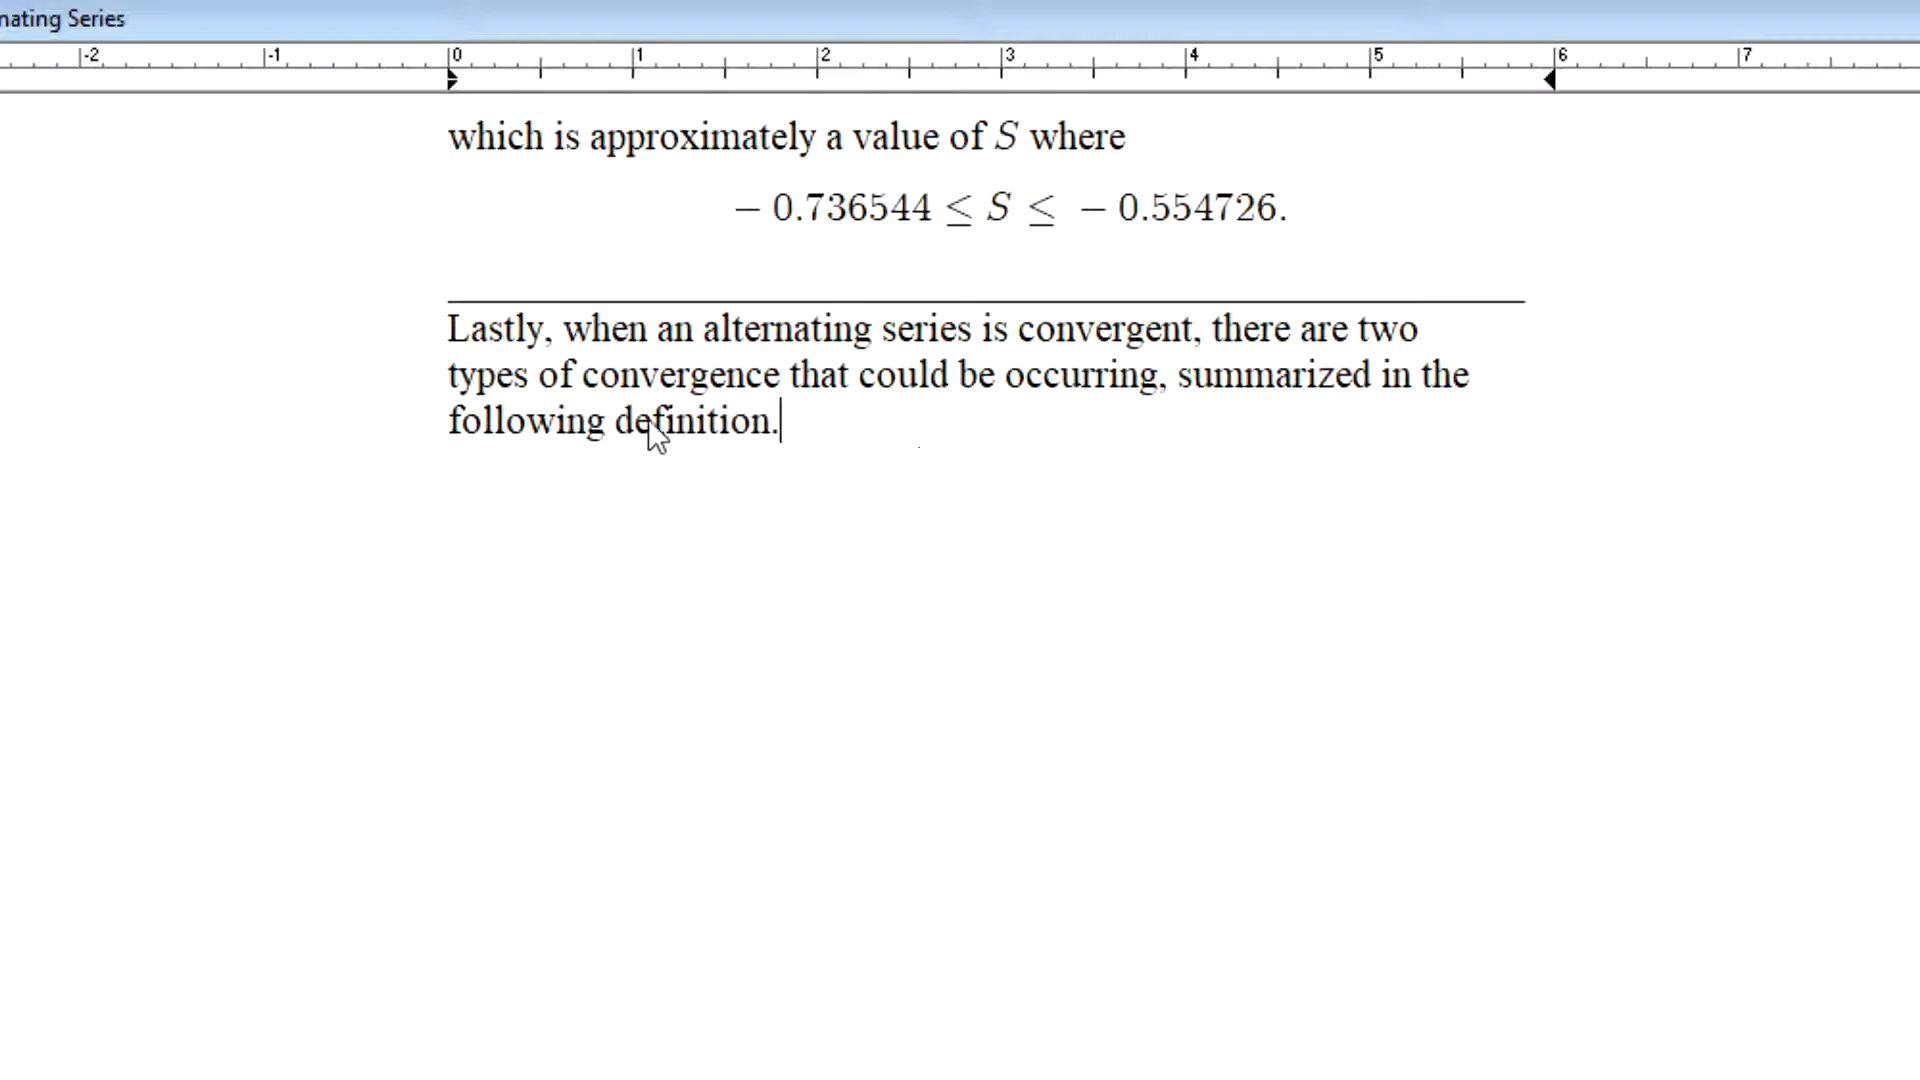 nating Series
-2 -1 0 1 2 3 4 5 6 7
which is approximately a value of S where
− 0.736544 ≤ S ≤ − 0.554726.
Lastly, when an alternating series is convergent, there are two
types of convergence that could be occurring, summarized in the
following definition.